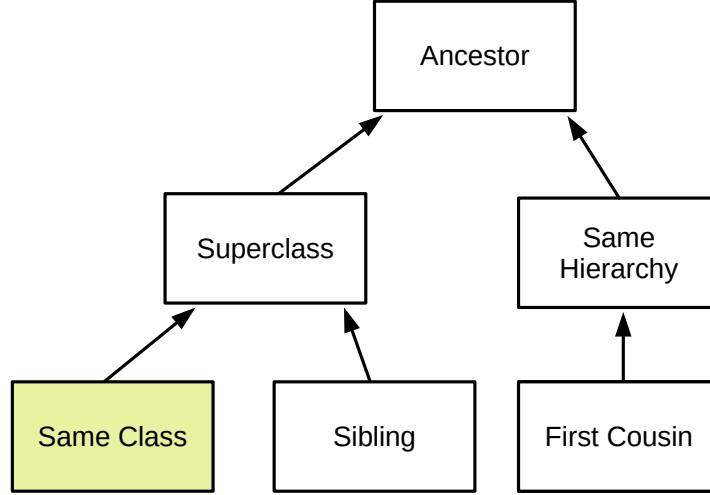 Ancestor
Superclass
Same
Hierarchy
Same Class
Sibling
First Cousin